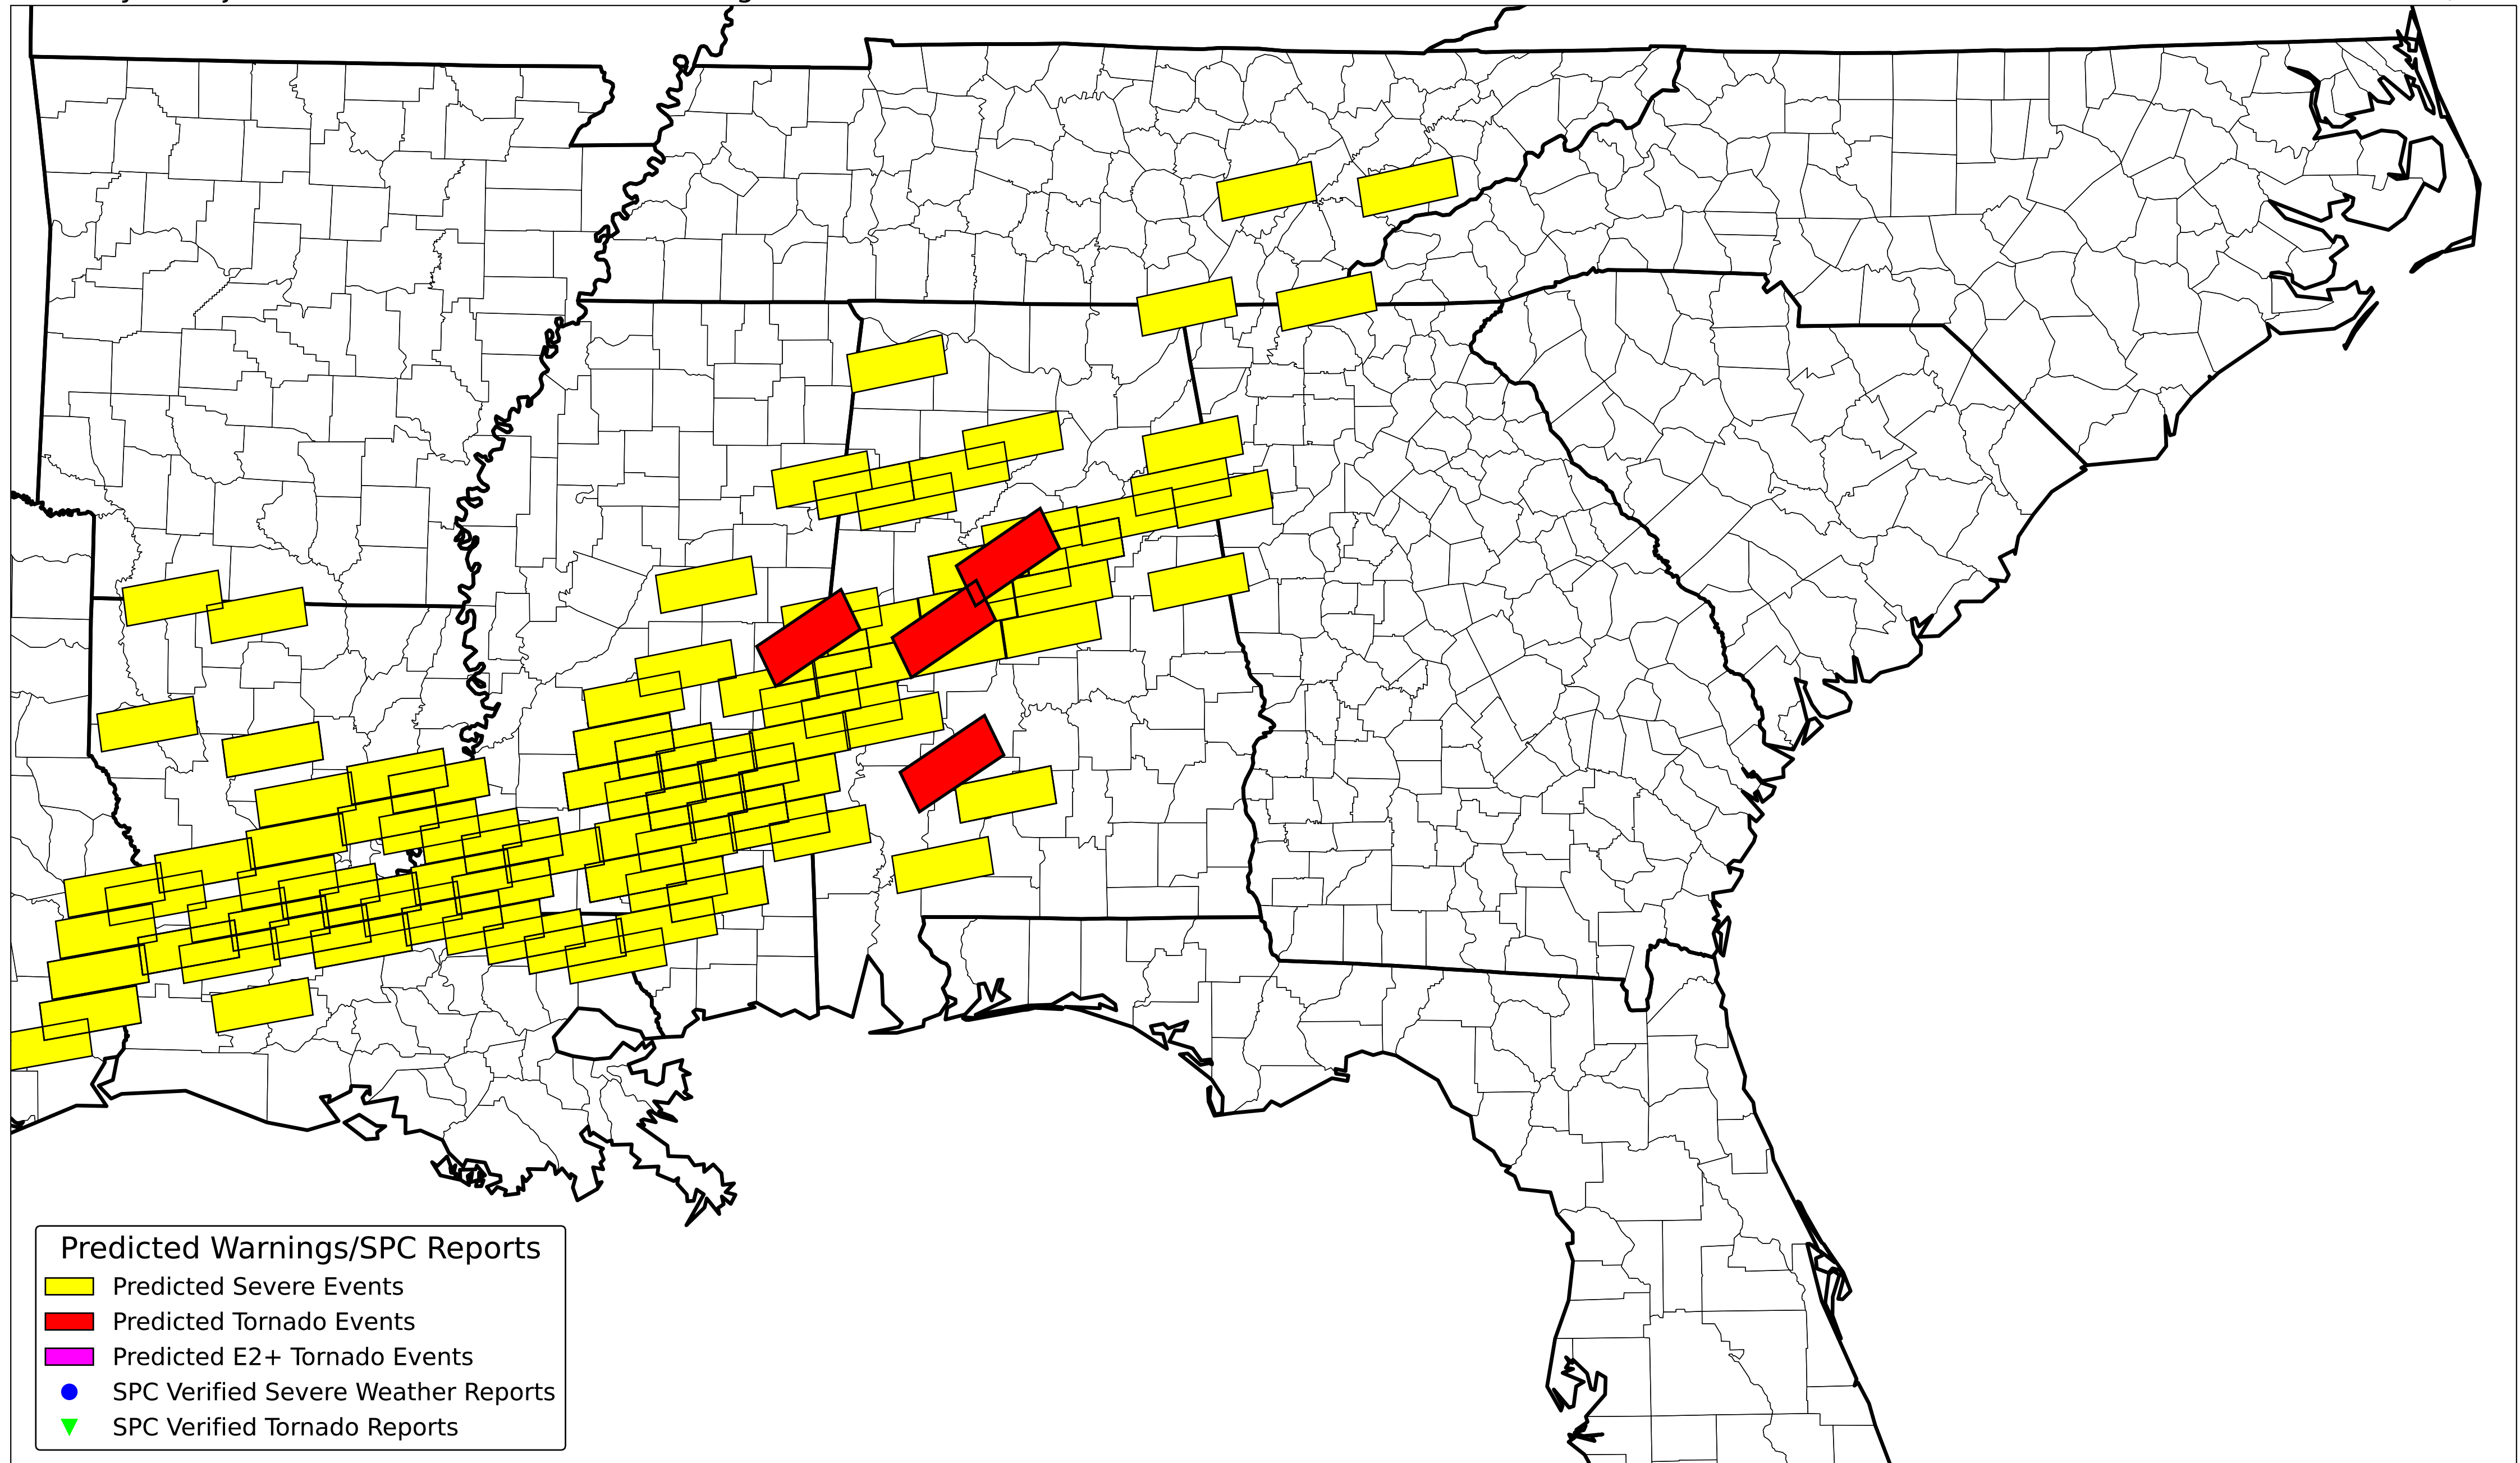 Predicted Warnings/SPC Reports
Predicted Severe Events
Predicted Tornado Events
Predicted E2+ Tornado Events
SPC Verified Severe Weather Reports
SPC Verified Tornado Reports